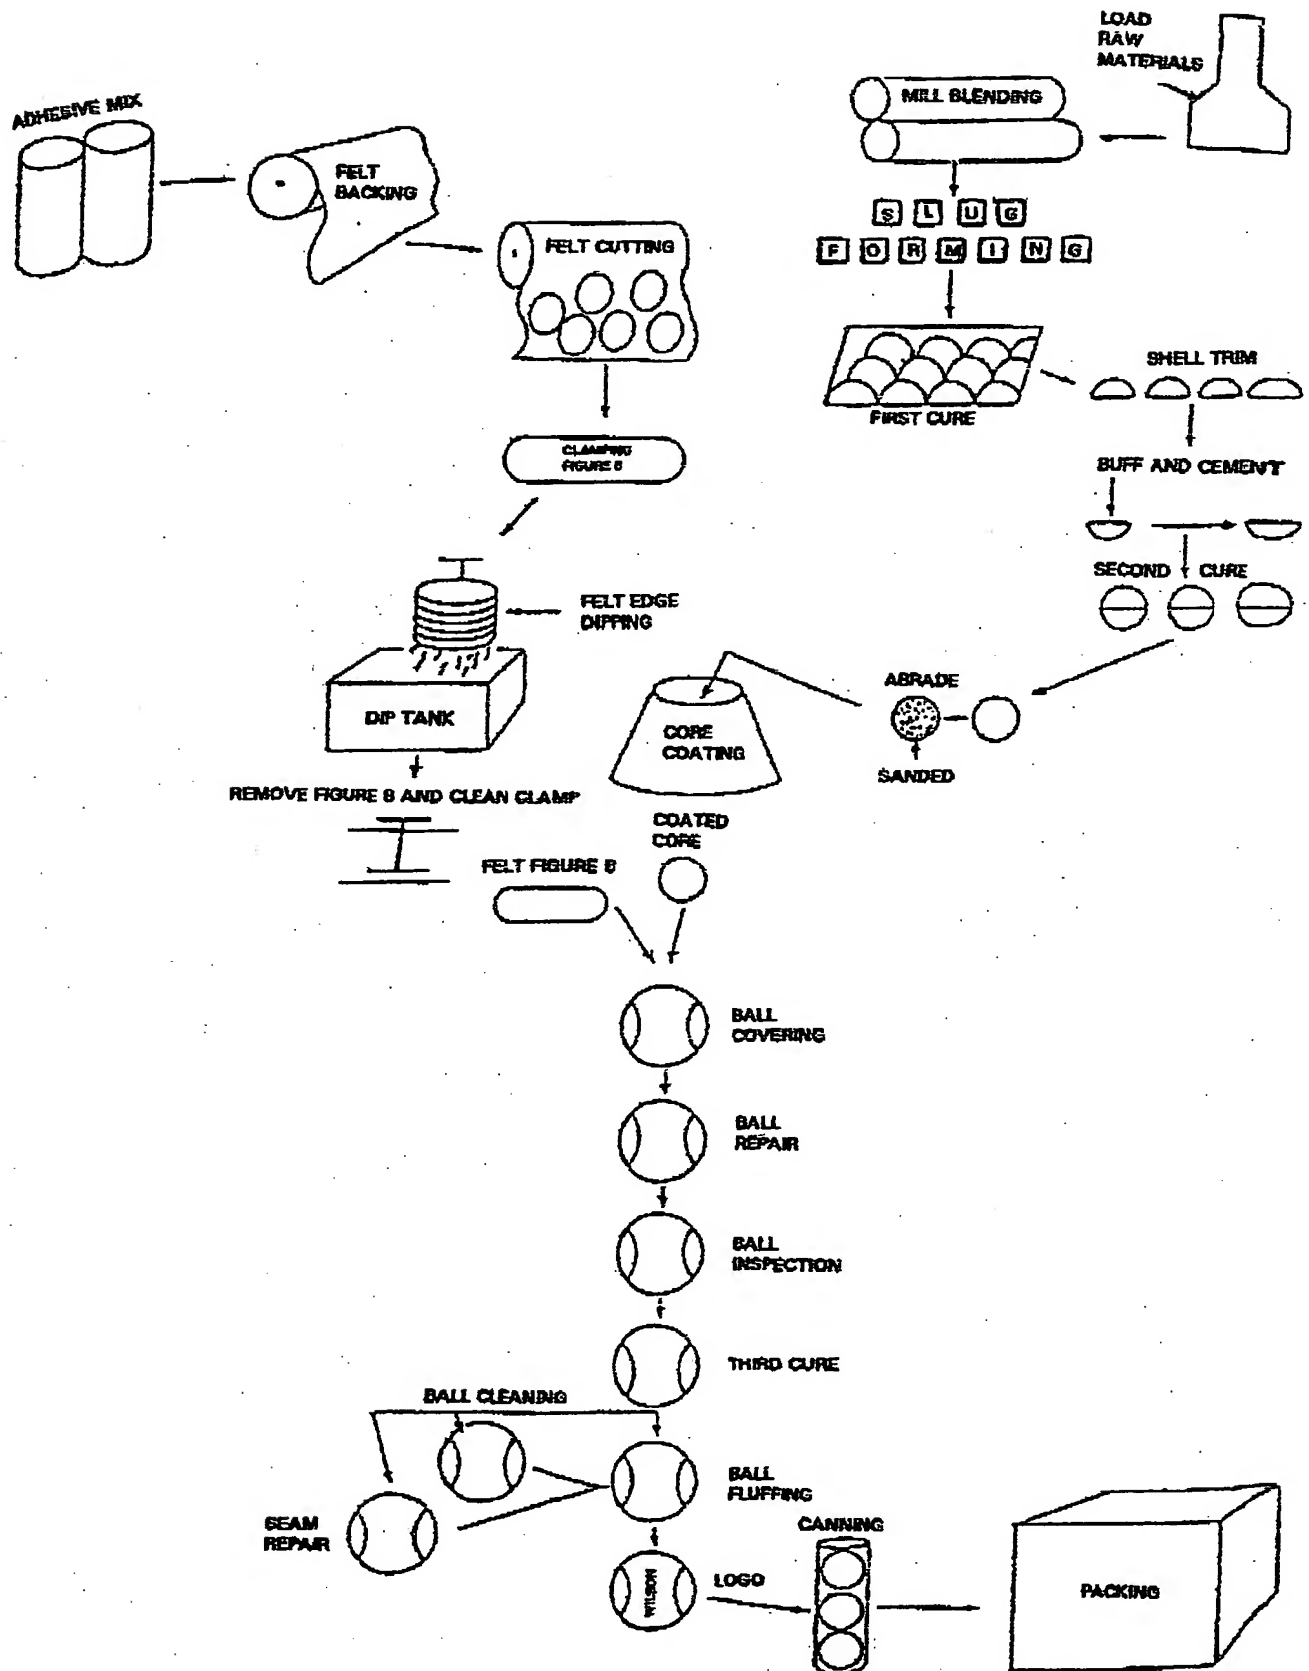 LOAD
RAW
MATERIALS
ADHESIVE MIX
MILL BLENDING
FELT
BACKING
SLUG
FORMING
FELT CUTTING
SHELL TRIM
FIRST CURE
CLAMPING
FIGURE 8
BUFF AND CEMENT
SECOND CURE
FELT EDGE
DIPPING
ABRADE
DIP TANK
CORE
COATING
SANDED
REMOVE FIGURE 8 AND CLEAN CLAMP
COATED
CORE
FELT FIGURE 8
BALL
COVERING
BALL
REPAIR
BALL
INSPECTION
THIRD CURE
BALL CLEANING
BALL
FLUFFING
SEAM
REPAIR
CANNING
WILSON
LOGO
PACKING